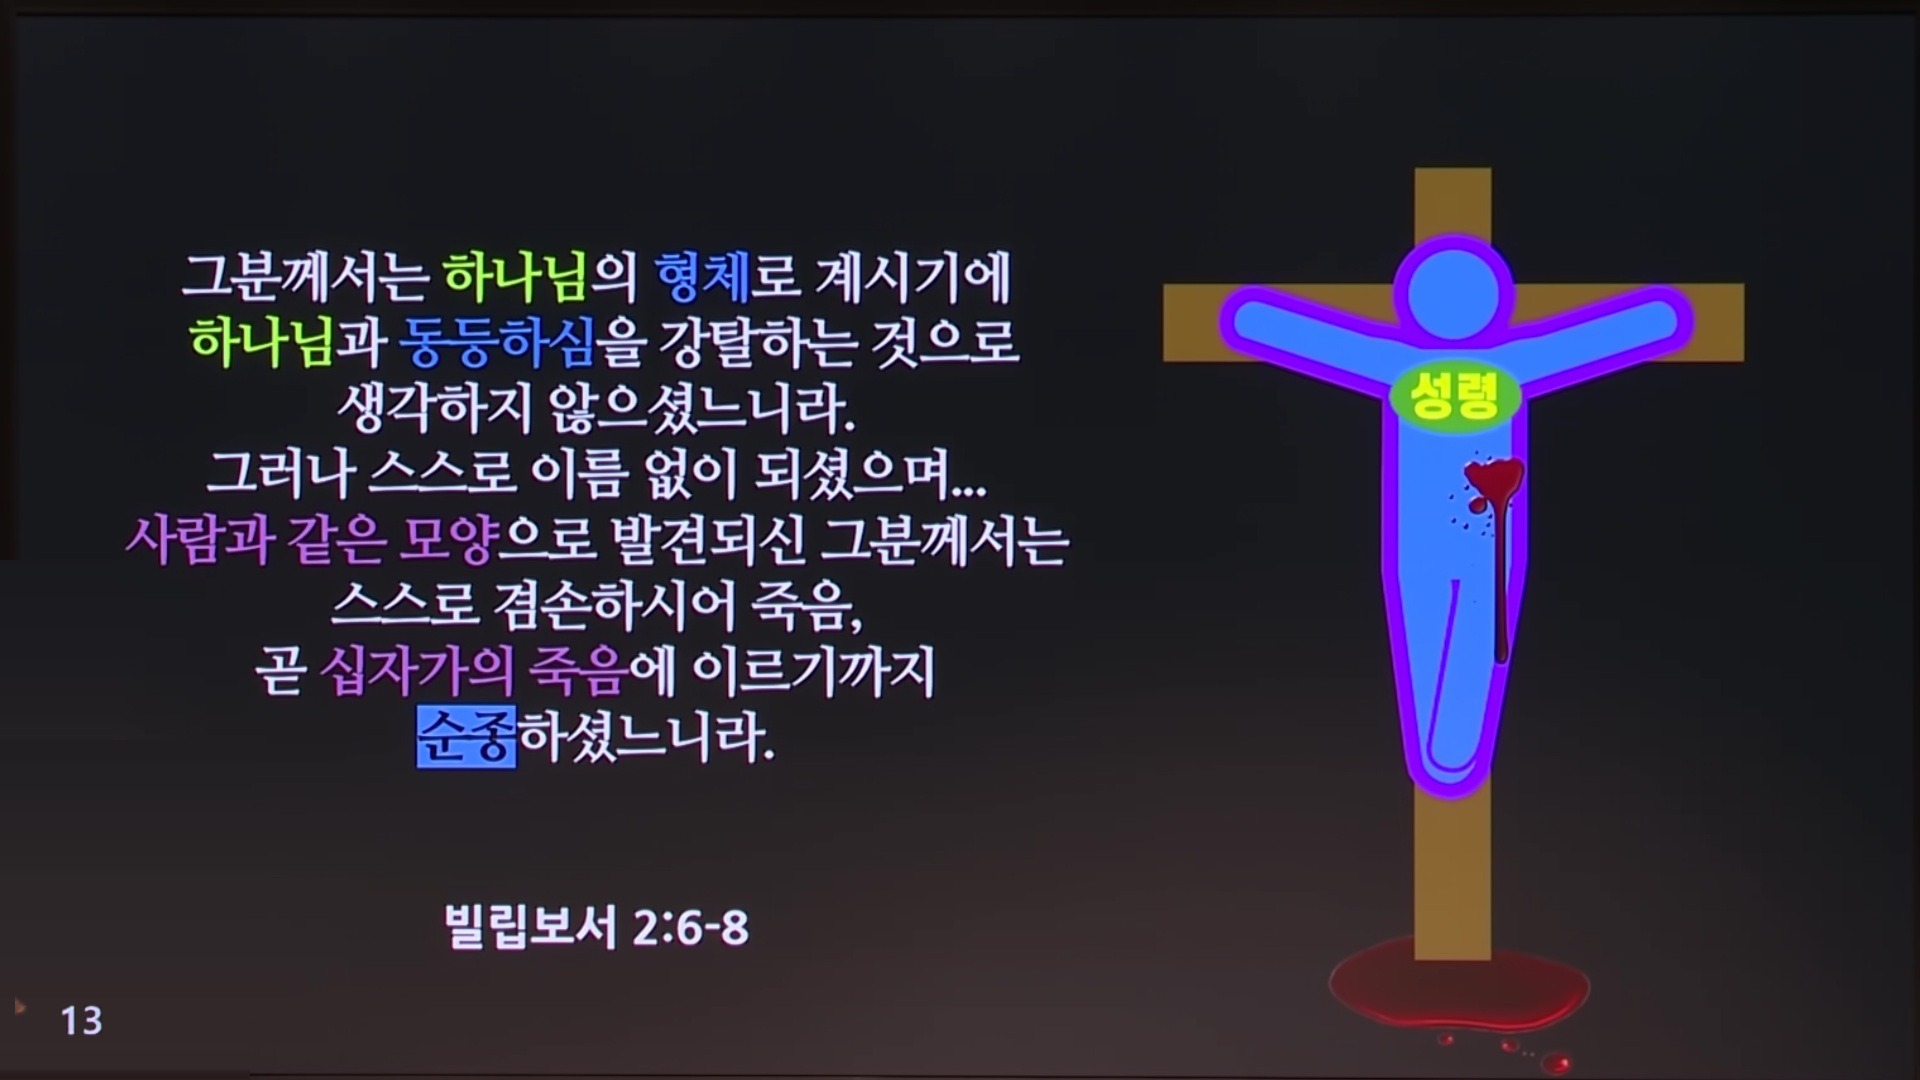 그분께서는 하나님의 형체로 계시기에
하나님과 동등하심을 강탈하는 것으로
생각하지 않으셨느니라.
그러나 스스로 이름 없이 되셨으며...
사람과 같은 모양으로 발견되신 그분께서는
스스로 겸손하시어 죽음,
곧 십자가의 죽음에 이르기까지
순종하셨느니라.
빌립보서 2:6-8
13
성령